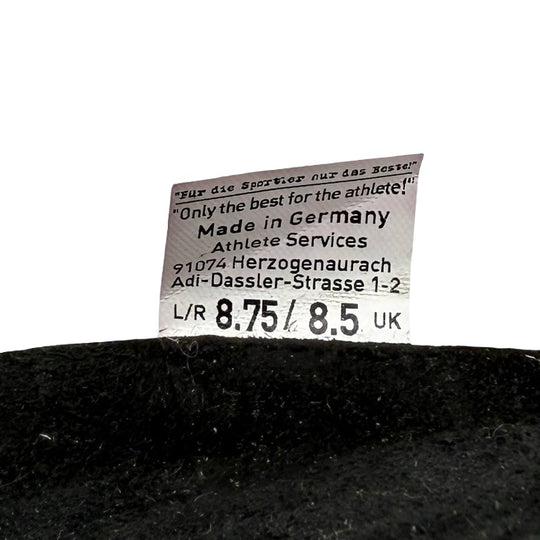 "Für die Sportler nur das Beste!"
"Only the best for the athlete!"
Made in Germany
Athlete Services
91074 Herzogenaurach
Adi-Dassler-Strasse 1-2
L/R 8.75 / 8.5 UK